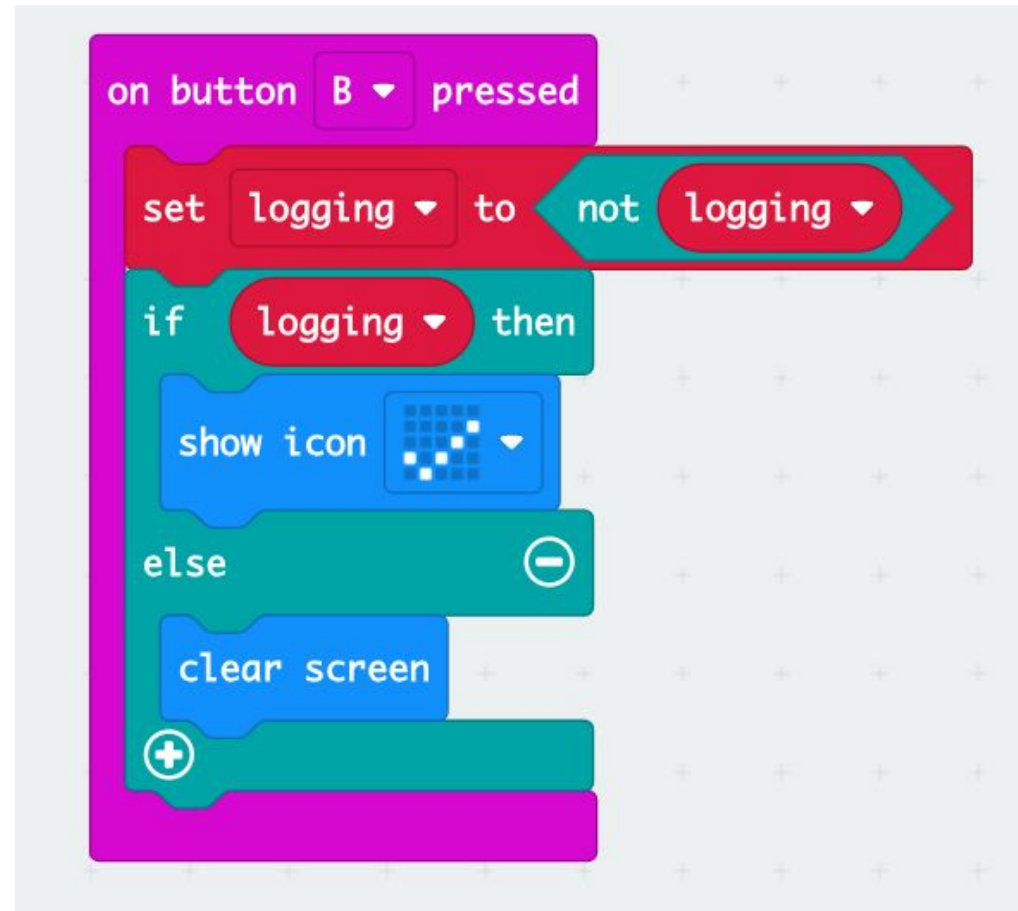 on button B pressed
set logging to not logging
if logging then
show icon
else
clear screen